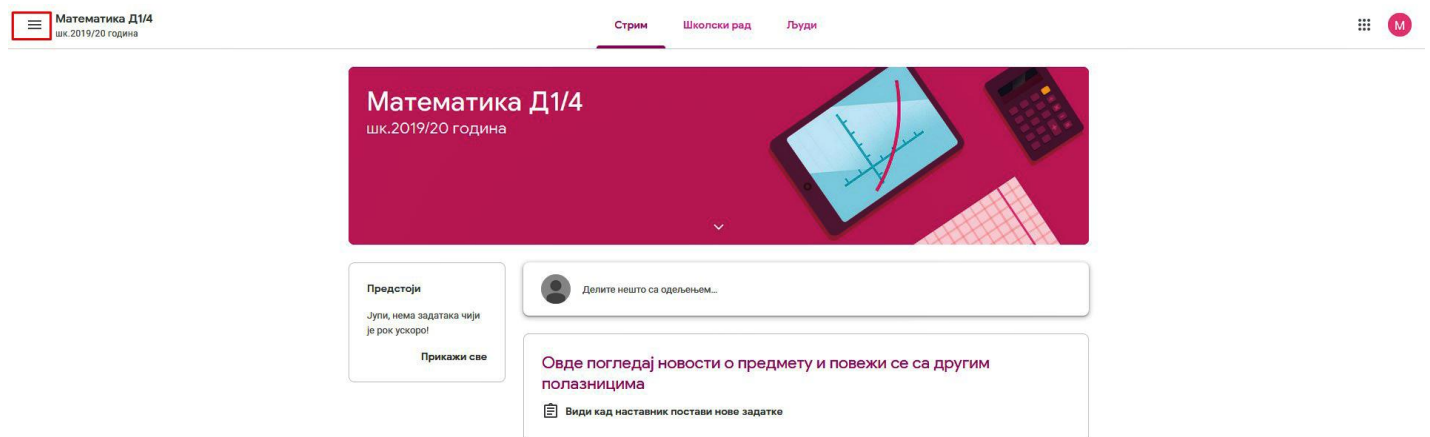 Математика Д1/4
шк.2019/20 година
Стрим Школски рад Људи
M
Математика Д1/4
шк.2019/20 година
Предстоји
Јупи, нема задатака чији
је рок ускоро!
Прикажи све
Делите нешто са одељењем...
Овде погледај новости о предмету и повежи се са другим
полазницима
Види кад наставник постави нове задатке